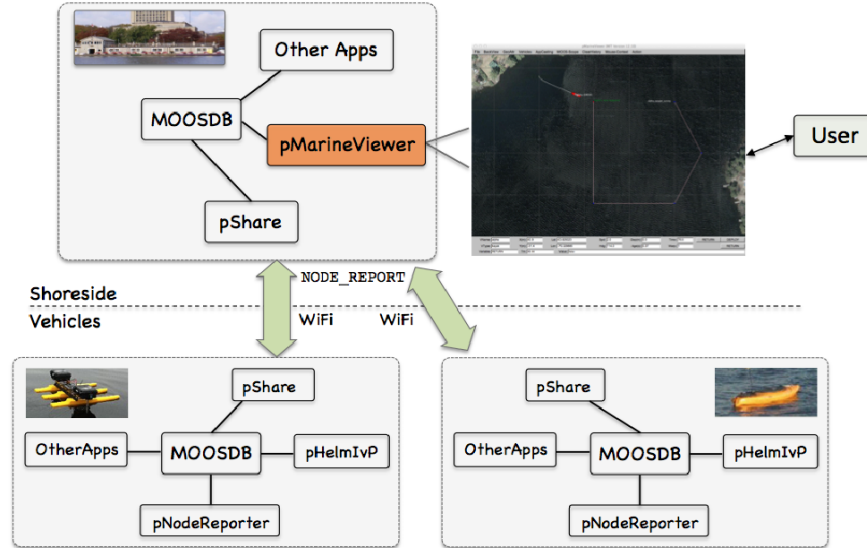 Other Apps
MOOSDB
pMarineViewer
User
pShare
NODE_REPORT
Shoreside
Vehicles
WiFi
WiFi
pShare
OtherApps
MOOSDB
pHelmIvP
pNodeReporter
pShare
OtherApps
MOOSDB
pHelmIvP
pNodeReporter